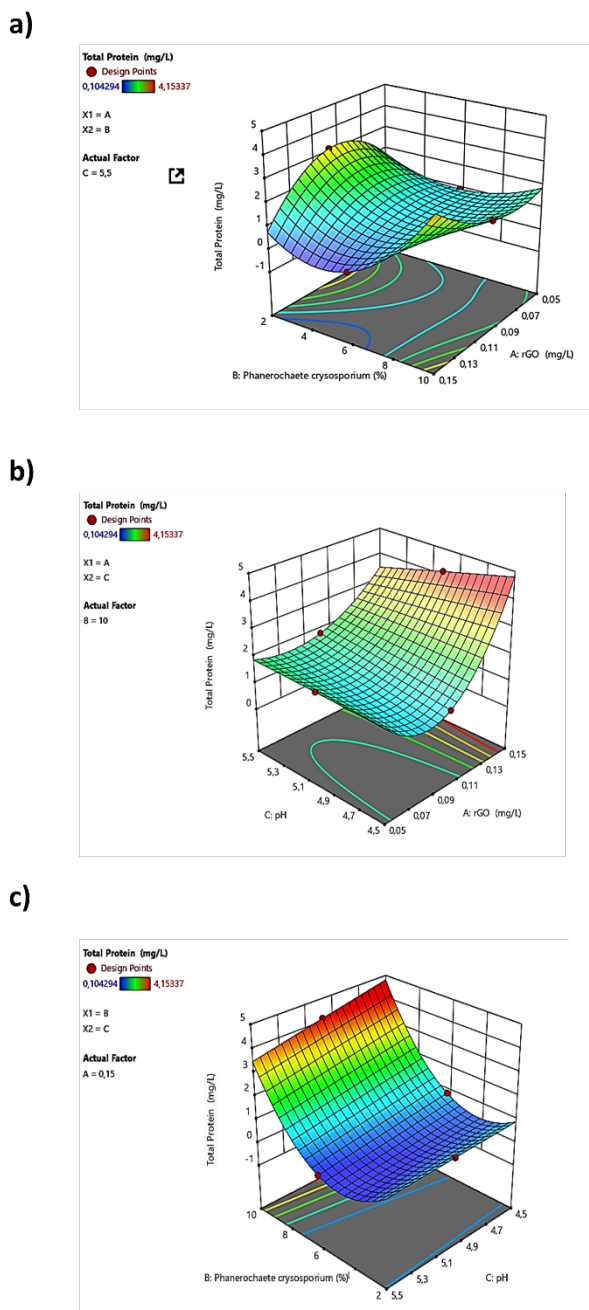 a)
Total Protein (mg/L)
Design Points
0,104294 4,15337
X1 = A
X2 = B
Actual Factor
C = 5,5
Total Protein (mg/L)
5
4
3
2
1
0
-1
2
4
6
8
10
B: Phanerochaete crysosporium (%)
0,05
0,07
0,09
0,11
0,13
0,15
A: rGO (mg/L)
b)
Total Protein (mg/L)
Design Points
0,104294 4,15337
X1 = A
X2 = C
Actual Factor
B = 10
Total Protein (mg/L)
5
4
3
2
1
0
5,5
5,3
5,1
4,9
4,7
4,5
C: pH
0,15
0,13
0,11
0,09
0,07
0,05
A: rGO (mg/L)
c)
Total Protein (mg/L)
Design Points
0,104294 4,15337
X1 = B
X2 = C
Actual Factor
A = 0,15
Total Protein (mg/L)
5
4
3
2
1
0
-1
10
8
6
2
B: Phanerochaete crysosporium (%)
4,5
4,7
4,9
5,1
5,3
5,5
C: pH